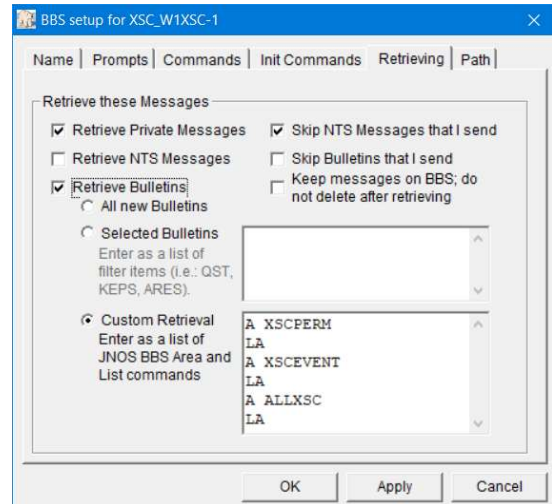 BBS setup for XSC_W1XSC-1
Name
Prompts
Commands
Init Commands
Retrieving
Path
Retrieve these Messages
Retrieve Private Messages
Skip NTS Messages that I send
Retrieve NTS Messages
Skip Bulletins that I send
Retrieve Bulletins
Keep messages on BBS; do
not delete after retrieving
All new Bulletins
Selected Bulletins
Enter as a list of
filter items (i.e.: QST,
KEPS, ARES).
Custom Retrieval
Enter as a list of
JNOS BBS Area and
List commands
A XSCPERM
LA
A XSCEVENT
LA
A ALLXSC
LA
OK
Apply
Cancel